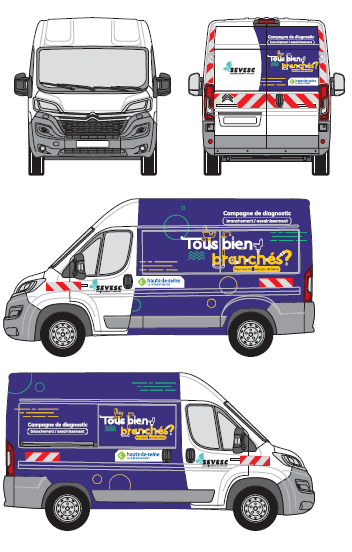 Campagne de diagnostic
branchement / assainissement
Tous bien
branchés?
SEVESC
hauts-de-seine
Campagne de diagnostic
branchement / assainissement
Tous bien
branchés?
hauts-de-seine
SEVESC
Campagne de diagnostic
branchement / assainissement
Tous bien
branchés?
hauts-de-seine
SEVESC